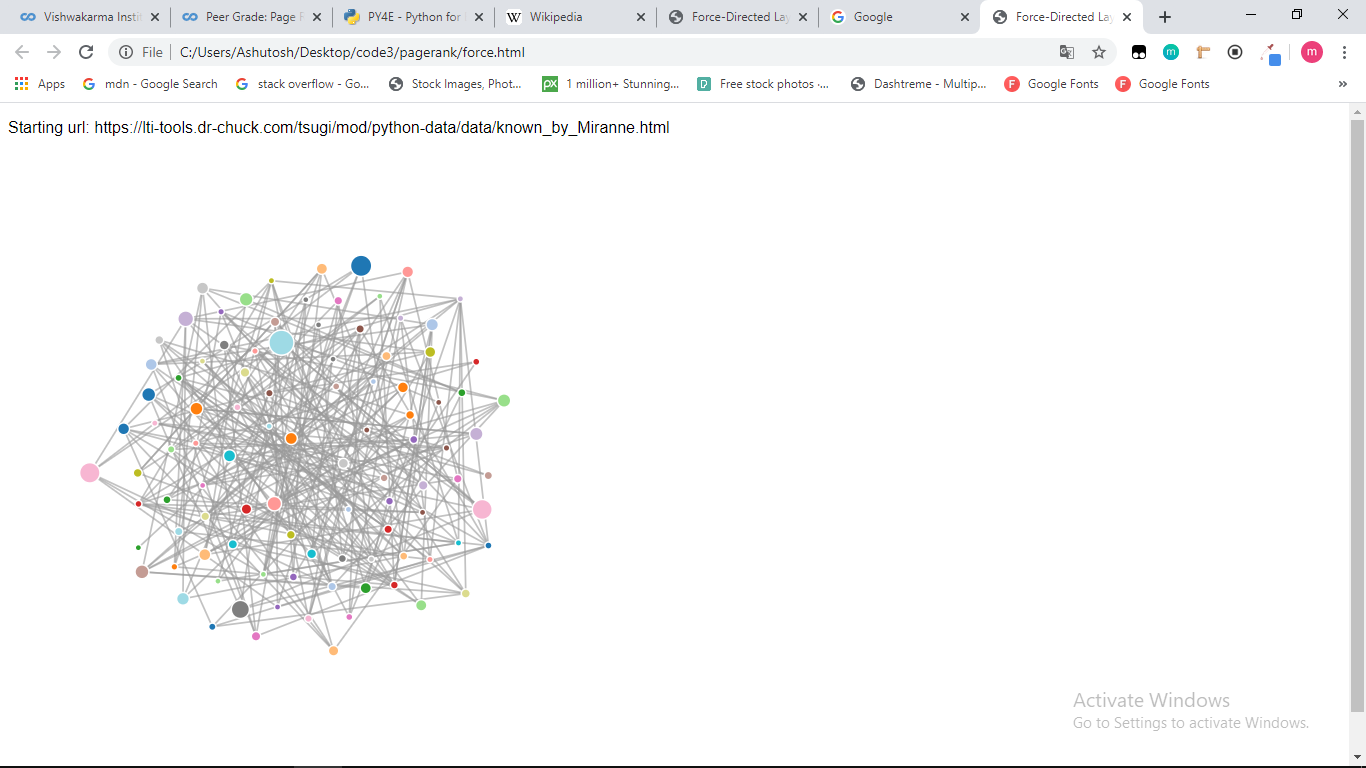 Vishwakarma Insti
Peer Grade: Page R
PY4E - Python for
Wikipedia
Force-Directed Lay
Google
Force-Directed Lay
File C:/Users/Ashutosh/Desktop/code3/pagerank/force.html
Apps
mdn - Google Search
stack overflow - Go...
Stock Images, Phot...
1 million+ Stunning...
Free stock photos ·...
Dashtreme - Multip...
Google Fonts
Google Fonts
Starting url: https://lti-tools.dr-chuck.com/tsugi/mod/python-data/data/known_by_Miranne.html
Activate Windows
Go to Settings to activate Windows.